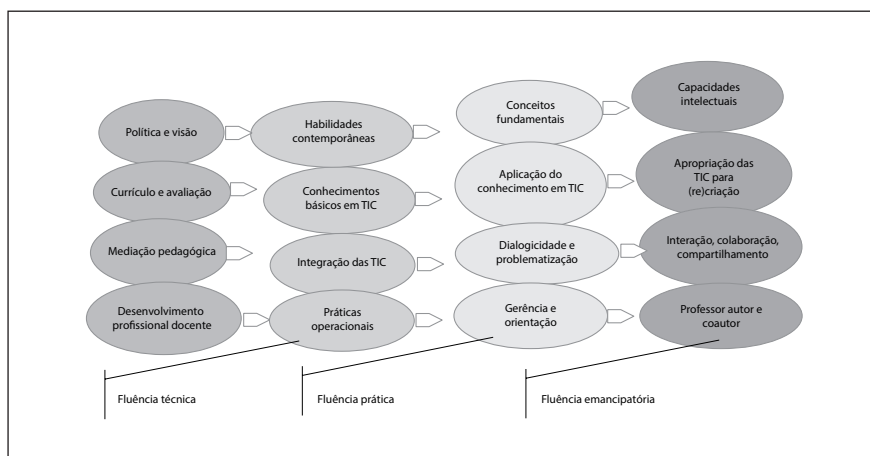 Política e visão
Habilidades
contemporâneas
Conceitos
fundamentais
Capacidades
intelectuais
Currículo e avaliação
Conhecimentos
básicos em TIC
Aplicação do
conhecimento em TIC
Apropriação das
TIC para
(re)criação
Mediação pedagógica
Integração das TIC
Dialogicidade e
problematização
Interação, colaboração,
compartilhamento
Desenvolvimento
profissional docente
Práticas
operacionais
Gerência e
orientação
Professor autor e
coautor
Fluência técnica
Fluência prática
Fluência emancipatória